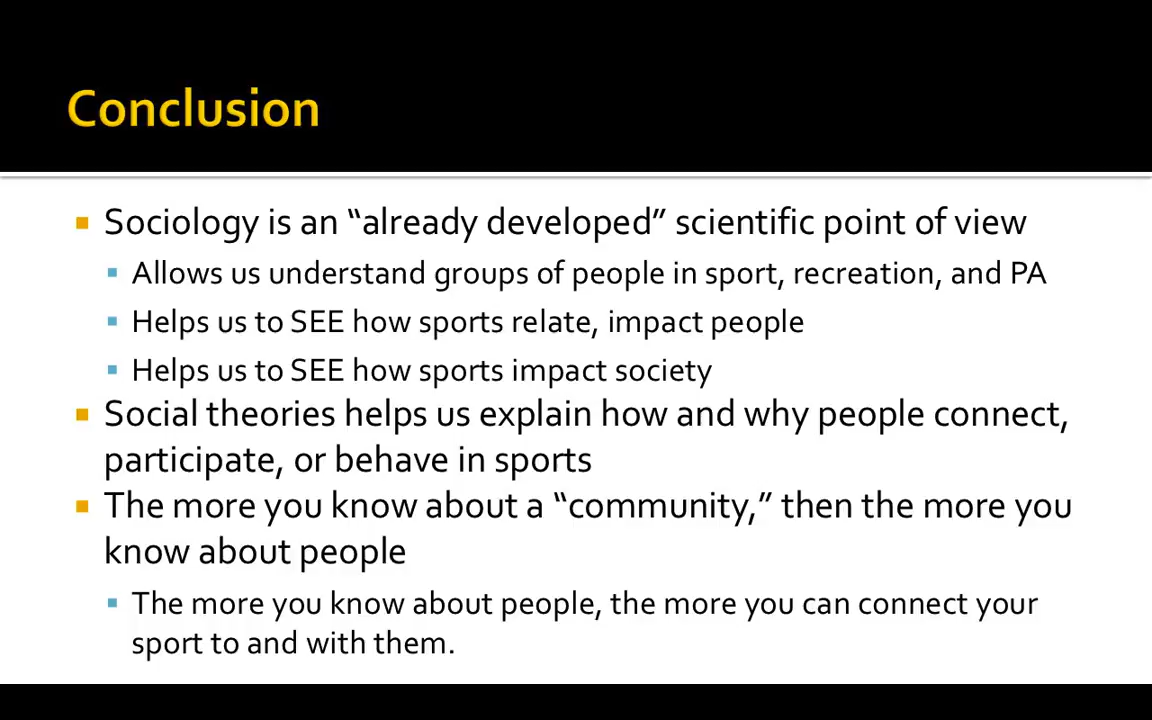 Conclusion
Sociology is an “already developed” scientific point of view
Allows us understand groups of people in sport, recreation, and PA
Helps us to SEE how sports relate, impact people
Helps us to SEE how sports impact society
Social theories helps us explain how and why people connect,
participate, or behave in sports
The more you know about a “community,” then the more you
know about people
The more you know about people, the more you can connect your
sport to and with them.